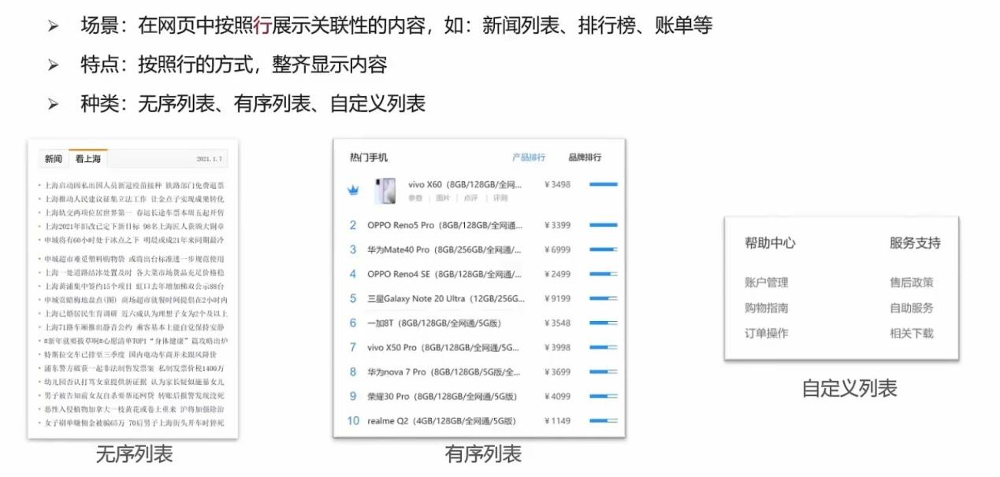 场景：在网页中按照行展示关联性的内容，如：新闻列表、排行榜、账单等
特点：按照行的方式，整齐显示内容
种类：无序列表、有序列表、自定义列表
新闻 看上海 2021.1.7
上海启动因私出国人员新冠疫苗接种 铁路部门免费退票
上海推动人民建议征集立法工作 让金点子实现成果转化
上海轨交两项位居世界第一 春运长途车票本周五起开售
上海2021年旧改已定下新目标 98名上海工匠人获颁大铜章
申城将有60小时处于冰点之下 明晨或成21年来同期最冷
申城超市难觅塑料购物袋 或将出台标准进一步规范使用
上海一处道路结冰处置及时 各大菜市场货品充足价格稳
上海黄浦集中签约15个项目 虹口去年增加梯双公示88台
申城赏蜡梅地盘点(图) 商场超市就餐时间提倡在2小时内
上海已婚居民生育调研 近六成认为理想子女为2个及以上
上海71路车厢推出静音公约 乘客基本上能自觉保持安静
#新年就要拔草啊#心愿清单TOP1“身体健康”篇攻略出炉
特斯拉交车已排至三季度 国内电动车商并未跟风降价
浦东警方破获一起非法制售发票案 私制发票价税1400万
幼儿园否认打骂女童提供新证据 认为家长疑似施暴女儿
男子被告知前女友自杀要帮还网贷 转账后报警发现没死
恶性入侵植物加拿大一枝黄花或卷土重来 沪将加强除治
女子刷单赚佣金被骗65万 70后男子上海街头开车时猝死
无序列表
热门手机 产品排行 品牌排行
vivo X60（8GB/128GB/全网... ¥3498
参数 | 图片 | 点评 | 评测
2 OPPO Reno5 Pro（8GB/128GB/全网通... ¥3399
3 华为Mate40 Pro（8GB/256GB/全网通/... ¥6999
4 OPPO Reno4 SE（8GB/128GB/全网通/... ¥2499
5 三星Galaxy Note 20 Ultra（12GB/256G... ¥9199
6 一加8T（8GB/128GB/全网通/5G版） ¥3548
7 vivo X50 Pro（8GB/128GB/全网通/5G... ¥3998
8 华为nova 7 Pro（8GB/128GB/5G版/全... ¥3699
9 荣耀30 Pro（8GB/128GB/全网通/5G版） ¥4099
10 realme Q2（4GB/128GB/全网通/5G版） ¥1149
有序列表
帮助中心 服务支持
账户管理 售后政策
购物指南 自助服务
订单操作 相关下载
自定义列表